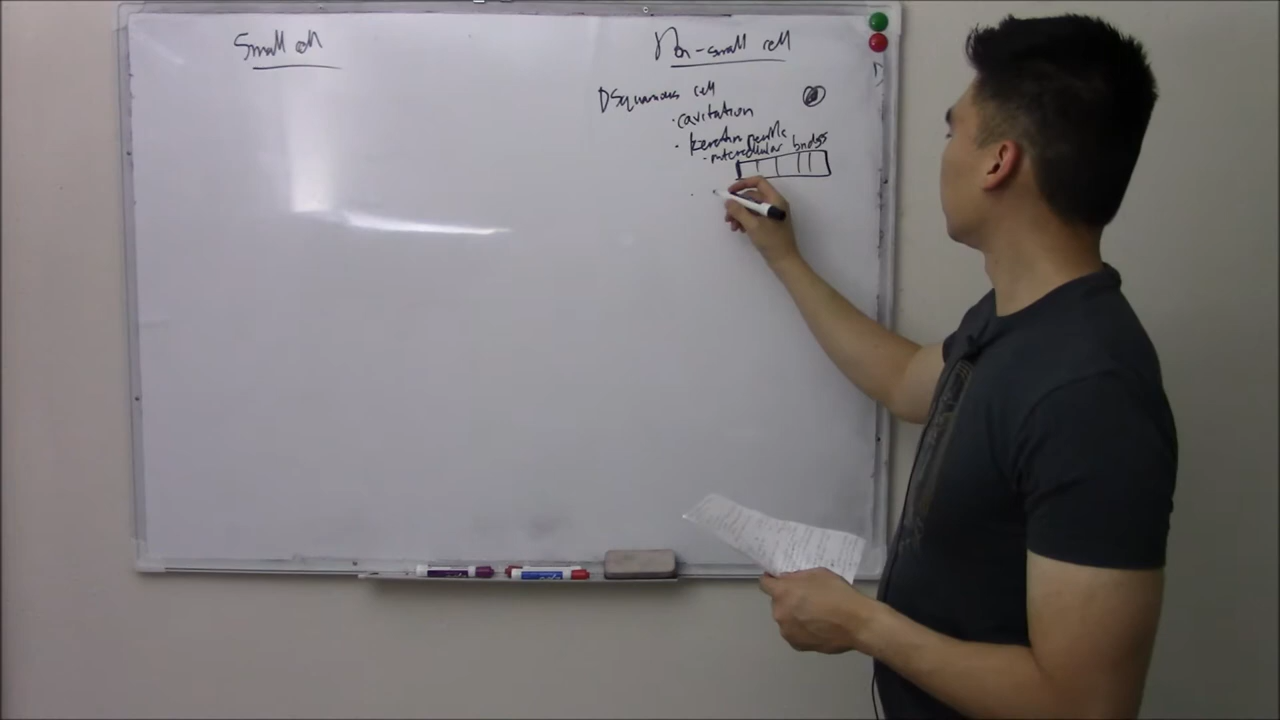 Small cell
Non-small cell
1) Squamous cell
· cavitation
· keratin pearls
· intercellular bridges